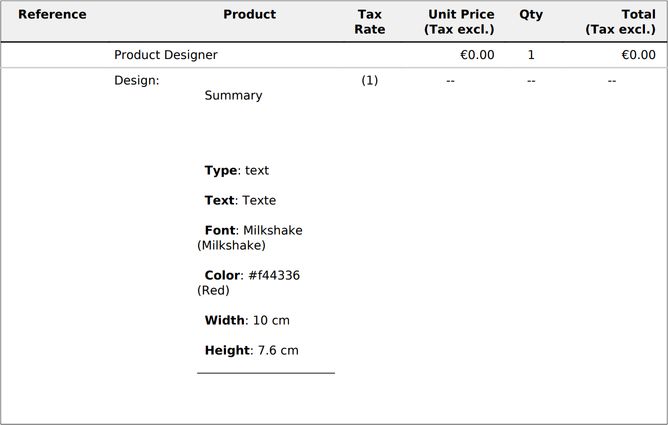 Reference Product Tax Rate Unit Price (Tax excl.) Qty Total (Tax excl.)
Product Designer €0.00 1 €0.00
Design: (1) -- -- --
Summary
Type: text
Text: Texte
Font: Milkshake
(Milkshake)
Color: #f44336
(Red)
Width: 10 cm
Height: 7.6 cm